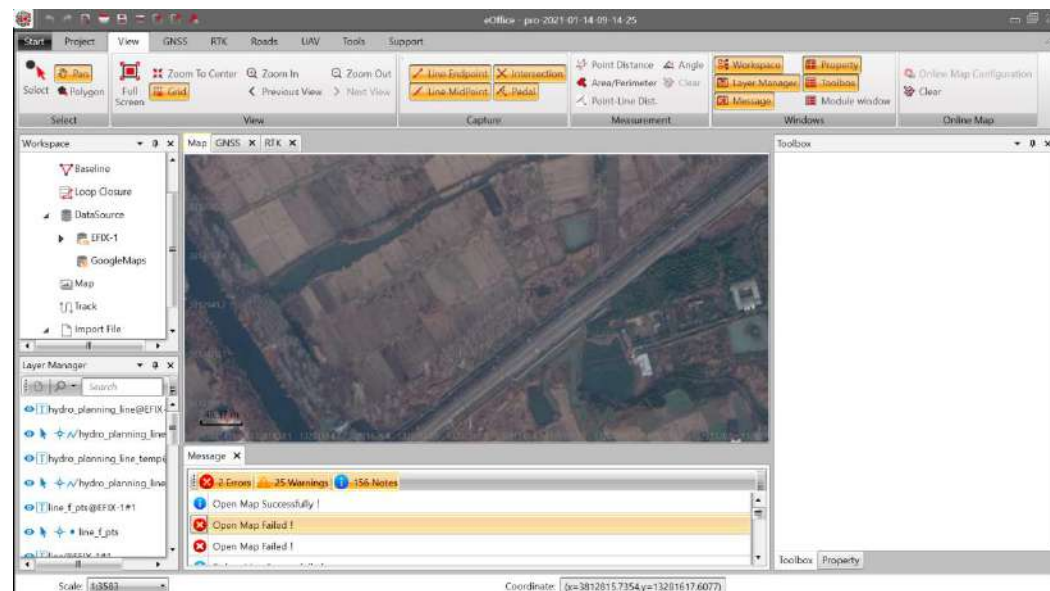 eOffice - pro-2021-01-14-09-14-25
Start Project View GNSS RTK Roads UAV Tools Support
Select Pan Polygon
Full Screen Zoom To Center Zoom In Zoom Out
Grid Previous View Next View
Line Endpoint Intersection
Line MidPoint Pedal
Point Distance Angle
Area/Perimeter Clear
Point-Line Dist.
Workspace Property
Layer Manager Toolbox
Message Module window
Online Map Configuration
Clear
Select View Capture Measurement Windows Online Map
Workspace
Baseline
Loop Closure
DataSource
EFIX-1
GoogleMaps
Map
Track
Import File
Map GNSS RTK
Toolbox
Layer Manager
Search
hydro_planning_line@EFIX-
hydro_planning_line
hydro_planning_line_temp
hydro_planning_line
line_f_pts@EFIX-1#1
line_f_pts
Message
2 Errors 25 Warnings 156 Notes
Open Map Successfully !
Open Map Failed !
Open Map Failed !
Toolbox Property
Scale: 1:3583
Coordinate: (x=3812815.7354,y=13201617.6077)